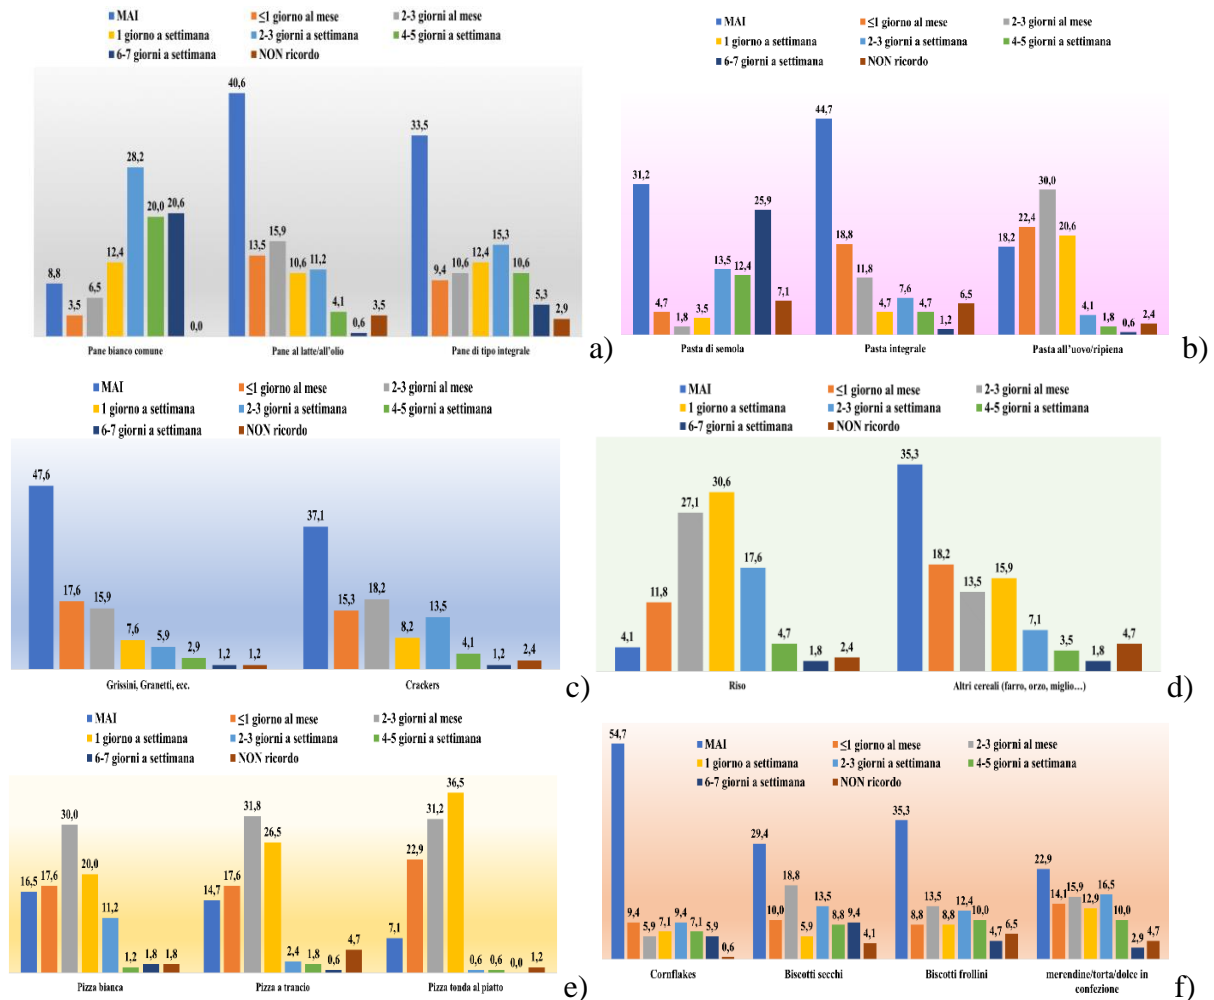 MAI ≤1 giorno al mese 2-3 giorni al mese
1 giorno a settimana 2-3 giorni a settimana 4-5 giorni a settimana
6-7 giorni a settimana NON ricordo
8,8 3,5 6,5 12,4 28,2 20,0 20,6 0,0
40,6 13,5 15,9 10,6 11,2 4,1 0,6 3,5
33,5 9,4 10,6 12,4 15,3 10,6 5,3 2,9
Pane bianco comune Pane al latte/all'olio Pane di tipo integrale
a)
MAI ≤1 giorno al mese 2-3 giorni al mese
1 giorno a settimana 2-3 giorni a settimana 4-5 giorni a settimana
6-7 giorni a settimana NON ricordo
31,2 4,7 1,8 3,5 13,5 12,4 25,9 7,1
44,7 18,8 11,8 4,7 7,6 4,7 1,2 6,5
18,2 22,4 30,0 20,6 4,1 1,8 0,6 2,4
Pasta di semola Pasta integrale Pasta all'uovo/ripiena
b)
MAI ≤1 giorno al mese 2-3 giorni al mese
1 giorno a settimana 2-3 giorni a settimana 4-5 giorni a settimana
6-7 giorni a settimana NON ricordo
47,6 17,6 15,9 7,6 5,9 2,9 1,2 1,2
37,1 15,3 18,2 8,2 13,5 4,1 1,2 2,4
Grissini, Granetti, ecc. Crackers
c)
MAI ≤1 giorno al mese 2-3 giorni al mese
1 giorno a settimana 2-3 giorni a settimana 4-5 giorni a settimana
6-7 giorni a settimana NON ricordo
4,1 11,8 27,1 30,6 17,6 4,7 1,8 2,4
35,3 18,2 13,5 15,9 7,1 3,5 1,8 4,7
Riso Altri cereali (farro, orzo, miglio…)
d)
MAI ≤1 giorno al mese 2-3 giorni al mese
1 giorno a settimana 2-3 giorni a settimana 4-5 giorni a settimana
6-7 giorni a settimana NON ricordo
16,5 17,6 30,0 20,0 11,2 1,2 1,8 1,8
14,7 17,6 31,8 26,5 2,4 1,8 0,6 4,7
7,1 22,9 31,2 36,5 0,6 0,6 0,0 1,2
Pizza bianca Pizza a trancio Pizza tonda al piatto
e)
MAI ≤1 giorno al mese 2-3 giorni al mese
1 giorno a settimana 2-3 giorni a settimana 4-5 giorni a settimana
6-7 giorni a settimana NON ricordo
54,7 9,4 5,9 7,1 9,4 7,1 5,9 0,6
29,4 10,0 18,8 5,9 13,5 8,8 9,4 4,1
35,3 8,8 13,5 8,8 12,4 10,0 4,7 6,5
22,9 14,1 15,9 12,9 16,5 10,0 2,9 4,7
Cornflakes Biscotti secchi Biscotti frollini merendine/torta/dolce in
confezione
f)